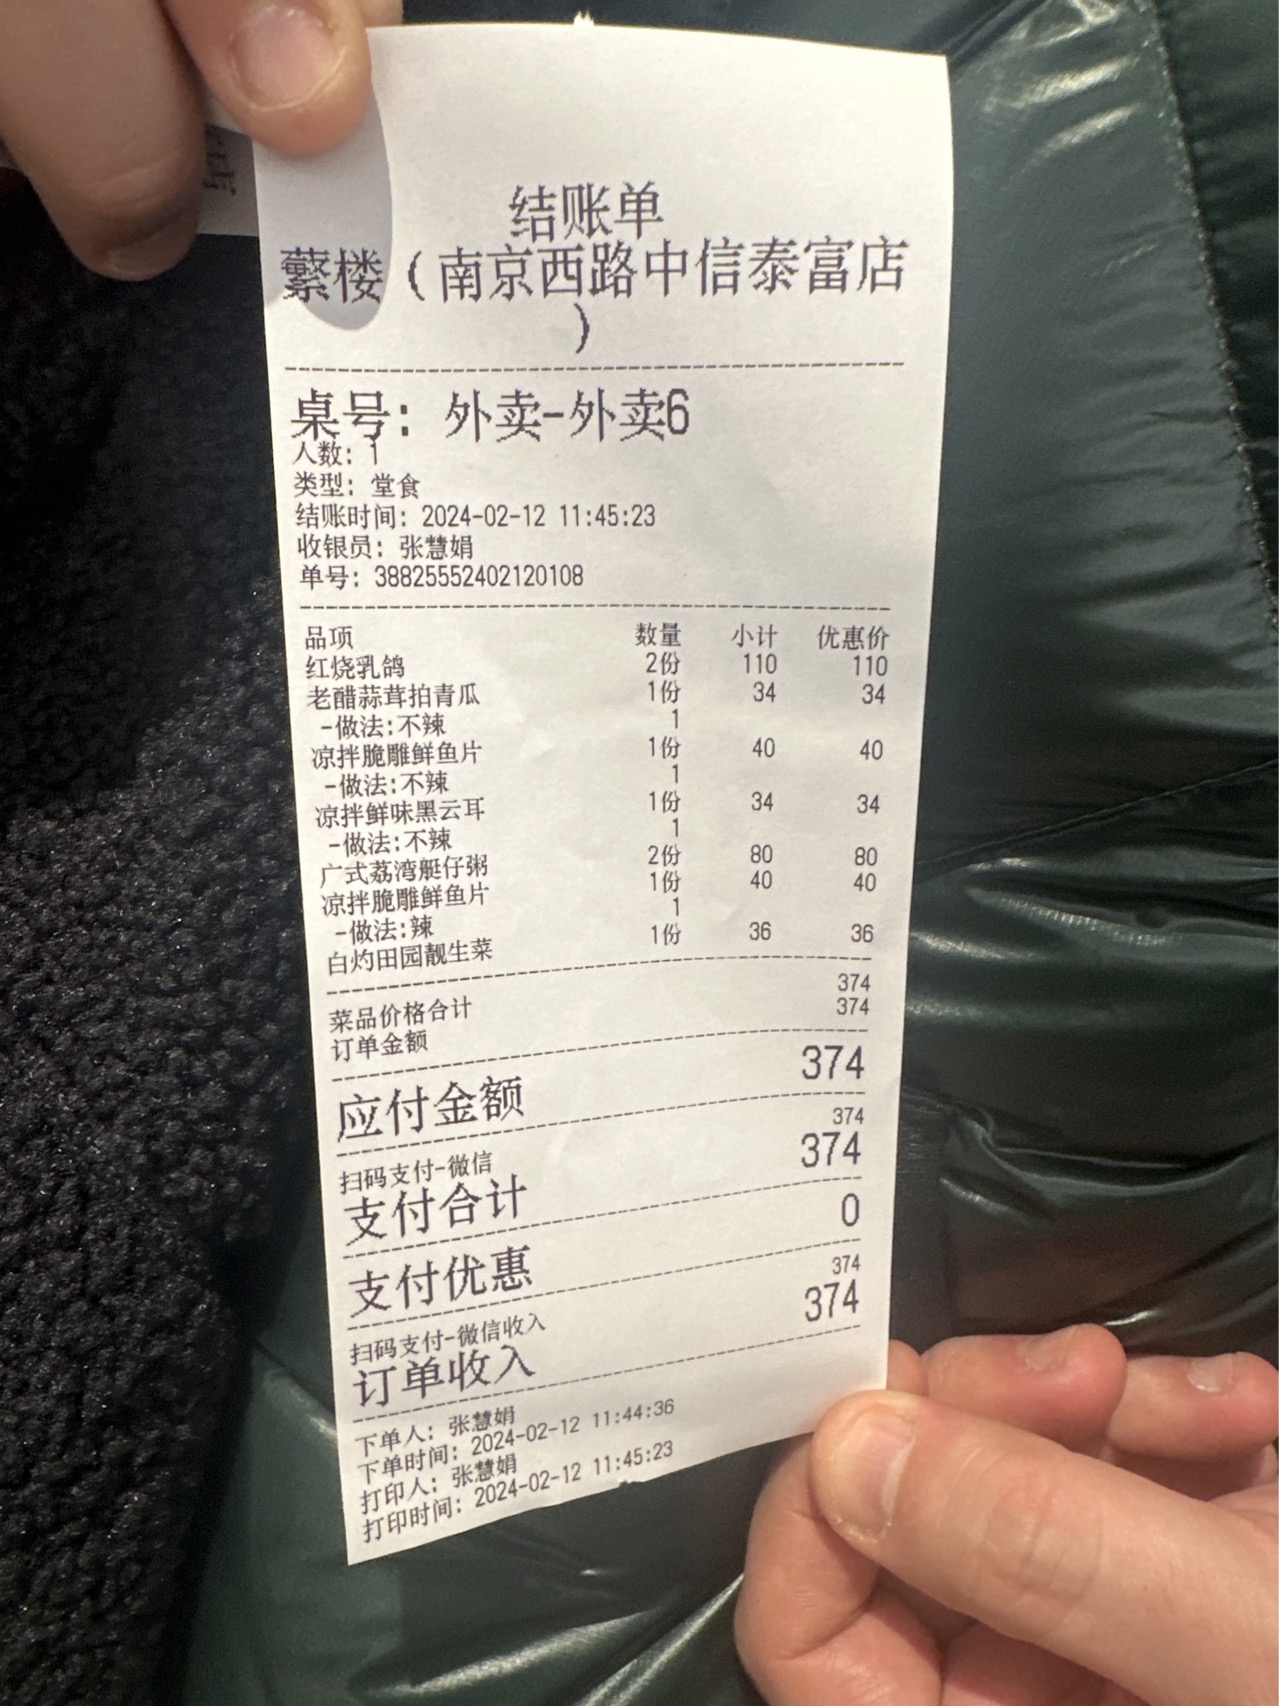 结账单
蘩楼(南京西路中信泰富店
)
桌号: 外卖-外卖6
人数: 1
类型: 堂食
结账时间: 2024-02-12 11:45:23
收银员: 张慧娟
单号: 38825552402120108
品项 数量 小计 优惠价
红烧乳鸽 2份 110 110
老醋蒜茸拍青瓜 1份 34 34
-做法:不辣 1
凉拌脆雕鲜鱼片 1份 40 40
-做法:不辣 1
凉拌鲜味黑云耳 1份 34 34
-做法:不辣 1
广式荔湾艇仔粥 2份 80 80
凉拌脆雕鲜鱼片 1份 40 40
-做法:辣 1
白灼田园靓生菜 1份 36 36
菜品价格合计 374
订单金额 374
应付金额 374
扫码支付-微信 374
支付合计 374
支付优惠 0
扫码支付-微信收入 374
订单收入 374
下单人: 张慧娟
下单时间: 2024-02-12 11:44:36
打印人: 张慧娟
打印时间: 2024-02-12 11:45:23